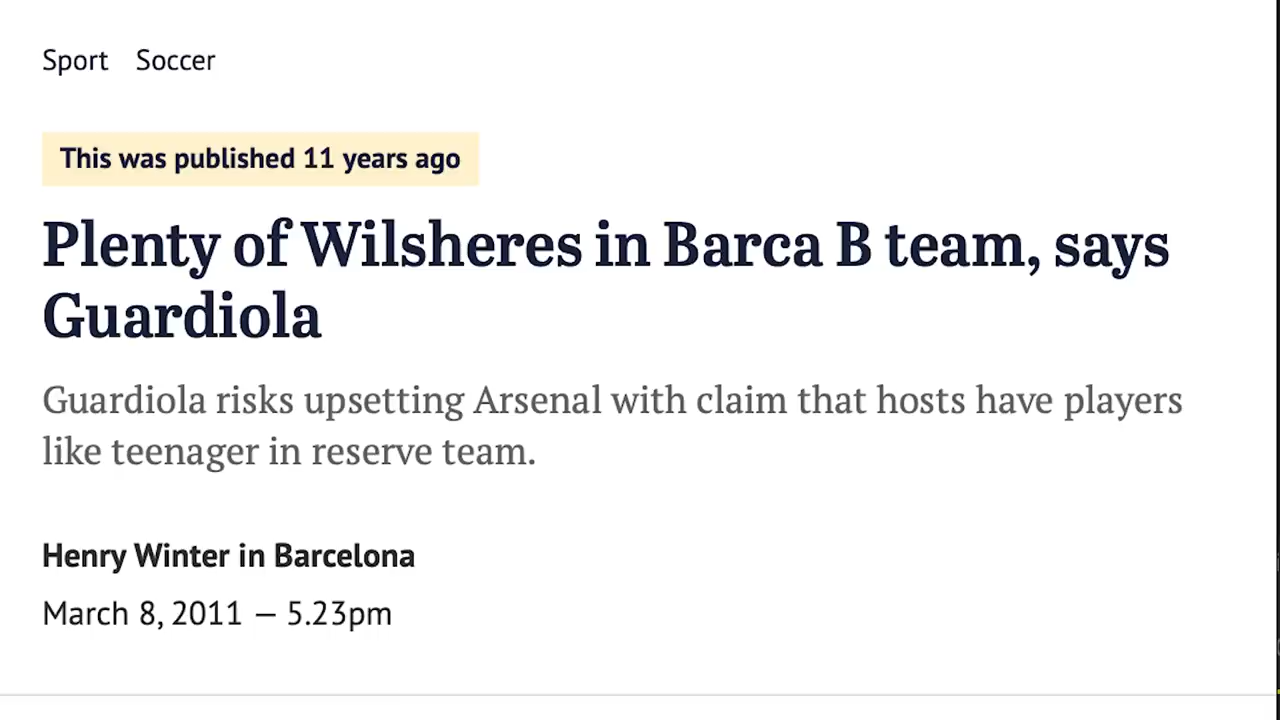 Sport Soccer
This was published 11 years ago
Plenty of Wilsheres in Barca B team, says
Guardiola
Guardiola risks upsetting Arsenal with claim that hosts have players
like teenager in reserve team.
Henry Winter in Barcelona
March 8, 2011 — 5.23pm